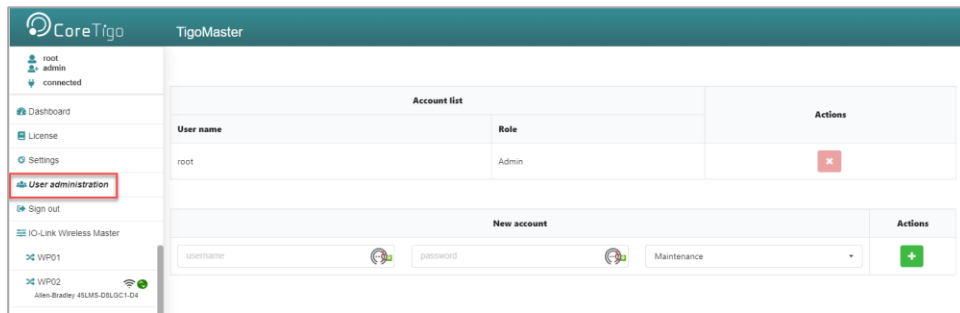 CoreTigo
TigoMaster
root
admin
connected
Dashboard
License
Settings
User administration
Sign out
IO-Link Wireless Master
WP01
WP02
Allen-Bradley 45LMS-D8LGC1-D4
Account list
Actions
User name
Role
root
Admin
New account
Actions
username
password
Maintenance